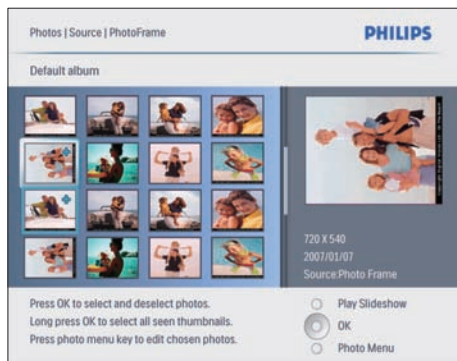 Photos | Source | PhotoFrame
PHILIPS
Default album
720 X 540
2007/01/07
Source:Photo Frame
Press OK to select and deselect photos.
Long press OK to select all seen thumbnails.
Press photo menu key to edit chosen photos.
Play Slideshow
OK
Photo Menu